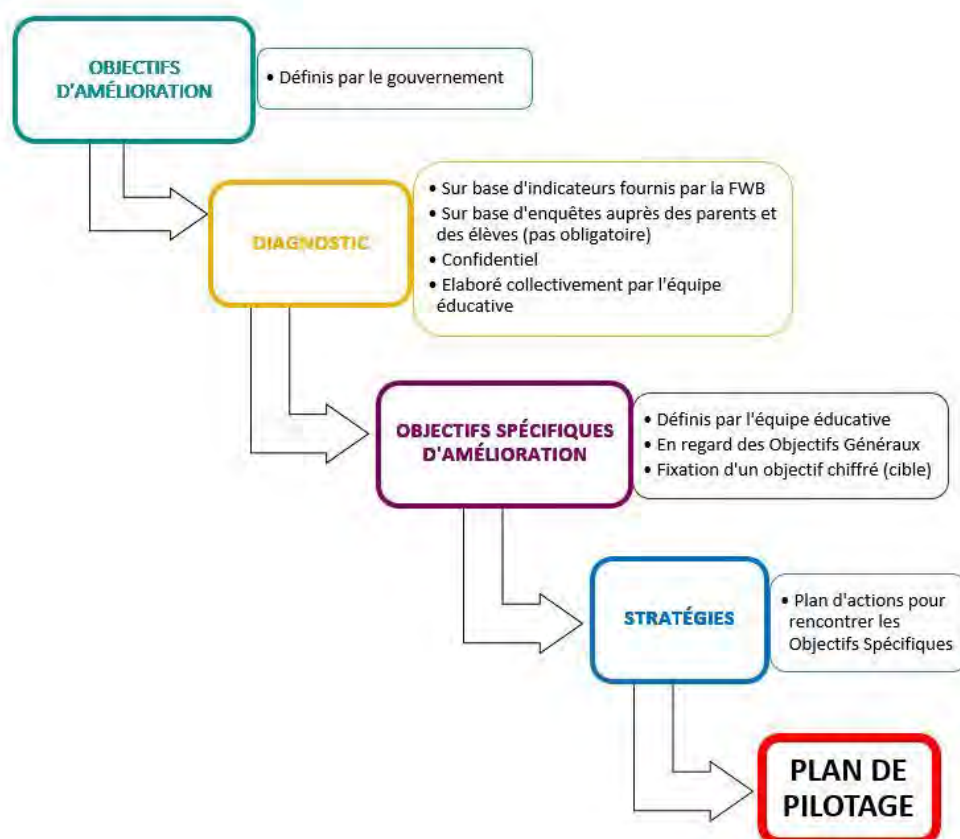 OBJECTIFS
D'AMÉLIORATION
• Définis par le gouvernement
DIAGNOSTIC
• Sur base d'indicateurs fournis par la FWB
• Sur base d'enquêtes auprès des parents et
des élèves (pas obligatoire)
• Confidentiel
• Elaboré collectivement par l'équipe
éducative
OBJECTIFS SPÉCIFIQUES
D'AMÉLIORATION
• Définis par l'équipe éducative
• En regard des Objectifs Généraux
• Fixation d'un objectif chiffré (cible)
STRATÉGIES
• Plan d'actions pour
rencontrer les
Objectifs Spécifiques
PLAN DE
PILOTAGE